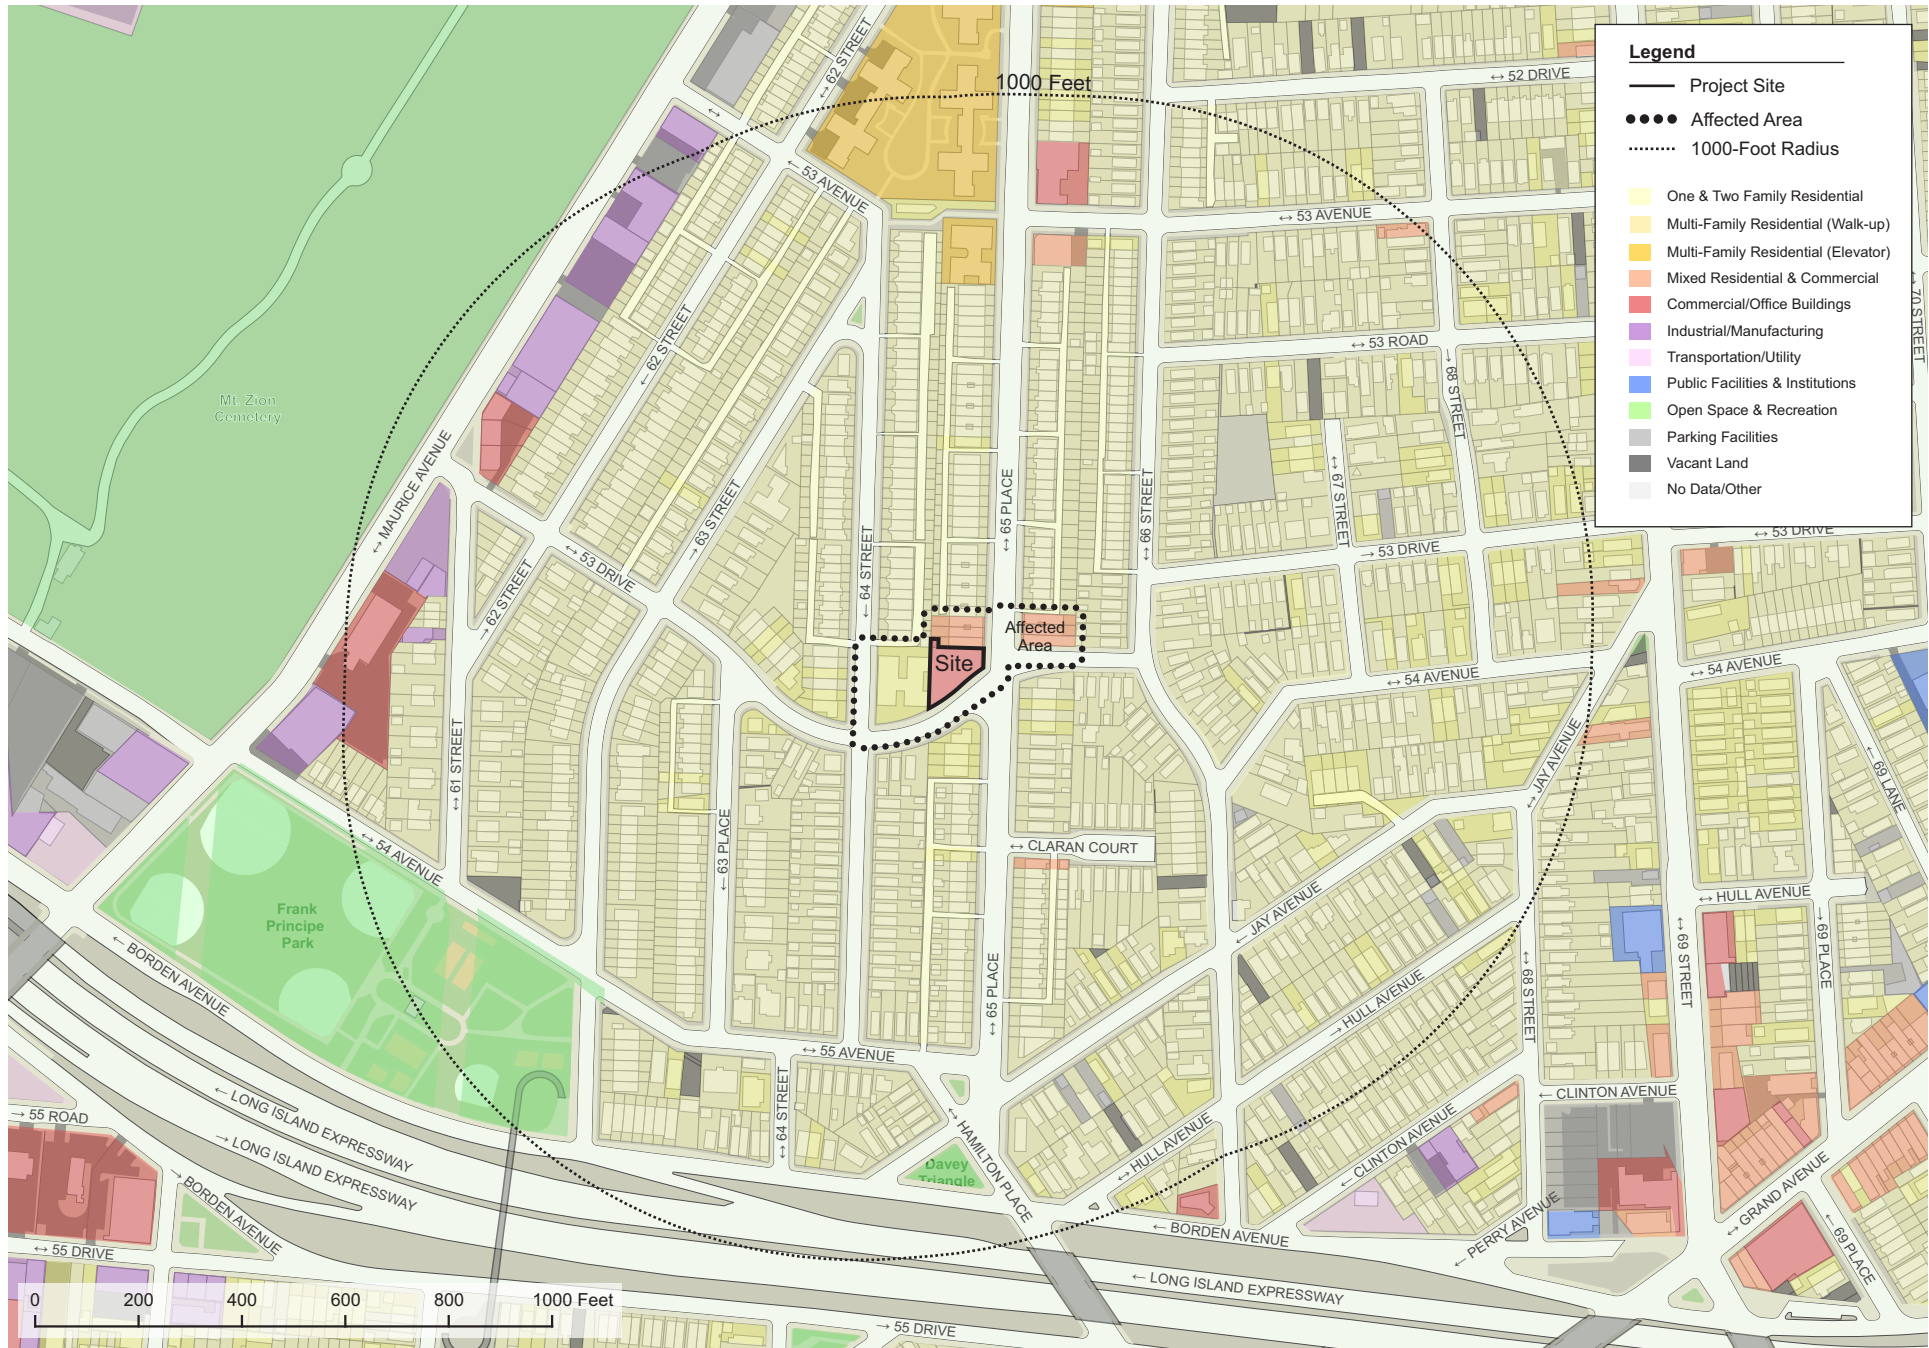 1000 Feet
Legend
Project Site
Affected Area
1000-Foot Radius
One & Two Family Residential
Multi-Family Residential (Walk-up)
Multi-Family Residential (Elevator)
Mixed Residential & Commercial
Commercial/Office Buildings
Industrial/Manufacturing
Transportation/Utility
Public Facilities & Institutions
Open Space & Recreation
Parking Facilities
Vacant Land
No Data/Other
↔ 62 STREET
↔ 52 DRIVE
← 53 AVENUE
↔ 53 AVENUE
↔ 70 STREET
← 62 STREET
↔ 53 ROAD
← 68 STREET
Mt. Zion
Cemetery
↔ MAURICE AVENUE
→ 63 STREET
← 64 STREET
↔ 65 PLACE
↔ 66 STREET
↔ 67 STREET
→ 53 DRIVE
↔ 53 DRIVE
↔ 53 DRIVE
→ 62 STREET
Affected
Area
Site
↔ 54 AVENUE
↔ 54 AVENUE
↔ 61 STREET
← JAY AVENUE
← 69 LANE
↔ 54 AVENUE
← 63 PLACE
↔ CLARAN COURT
← JAY AVENUE
↔ HULL AVENUE
Frank
Principe
Park
← BORDEN AVENUE
↔ 65 PLACE
→ HULL AVENUE
↔ 68 STREET
↔ 69 STREET
→ 69 PLACE
↔ 55 AVENUE
← LONG ISLAND EXPRESSWAY
→ LONG ISLAND EXPRESSWAY
→ 55 ROAD
↔ 64 STREET
↔ HAMILTON PLACE
↔ HULL AVENUE
← CLINTON AVENUE
← CLINTON AVENUE
Davey
Triangle
→ BORDEN AVENUE
← BORDEN AVENUE
← PERRY AVENUE
↔ GRAND AVENUE
← 69 PLACE
↔ 55 DRIVE
← LONG ISLAND EXPRESSWAY
→ 55 DRIVE
0 200 400 600 800 1000 Feet